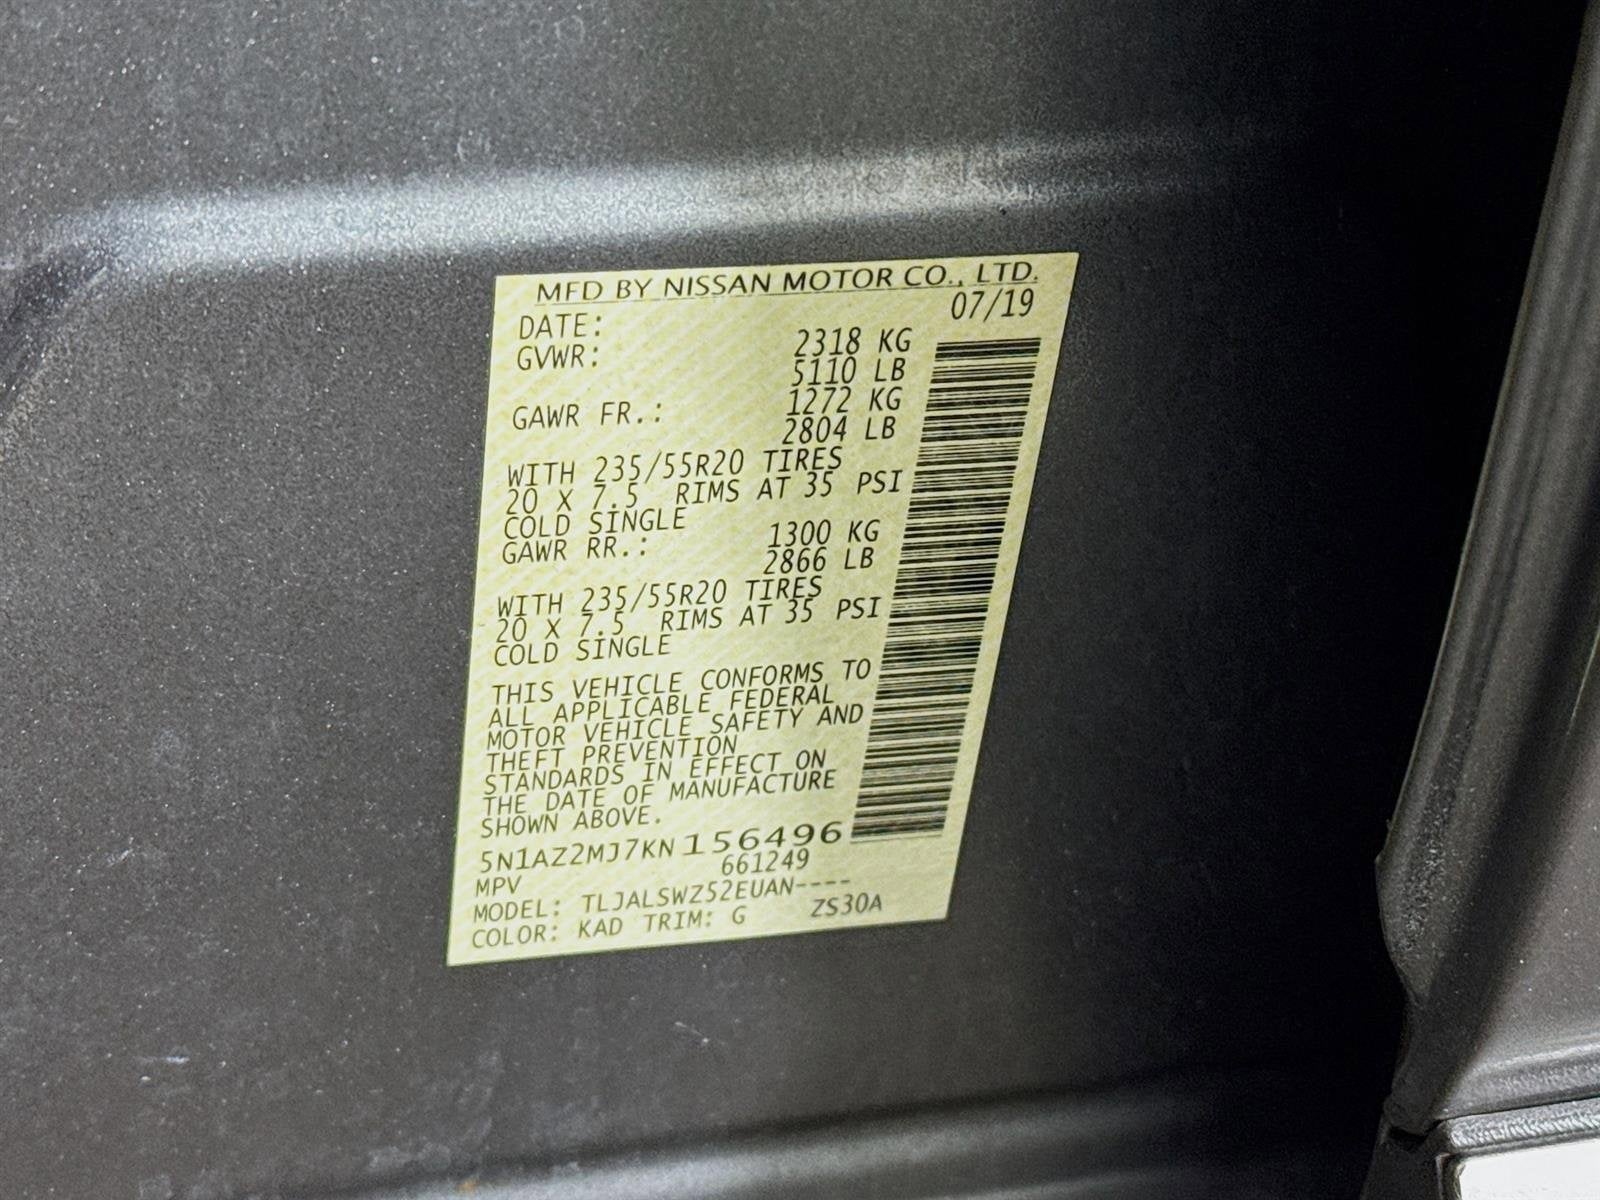 MFD BY NISSAN MOTOR CO., LTD.
DATE: 07/19
GVWR: 2318 KG
5110 LB
GAWR FR.: 1272 KG
2804 LB
WITH 235/55R20 TIRES
20 X 7.5 RIMS AT 35 PSI
COLD SINGLE
GAWR RR.: 1300 KG
2866 LB
WITH 235/55R20 TIRES
20 X 7.5 RIMS AT 35 PSI
COLD SINGLE
THIS VEHICLE CONFORMS TO
ALL APPLICABLE FEDERAL
MOTOR VEHICLE SAFETY AND
THEFT PREVENTION
STANDARDS IN EFFECT ON
THE DATE OF MANUFACTURE
SHOWN ABOVE.
5N1AZ2MJ7KN156496
MPV 661249
MODEL: TLJALSWZ52EUAN----
COLOR: KAD TRIM: G ZS30A